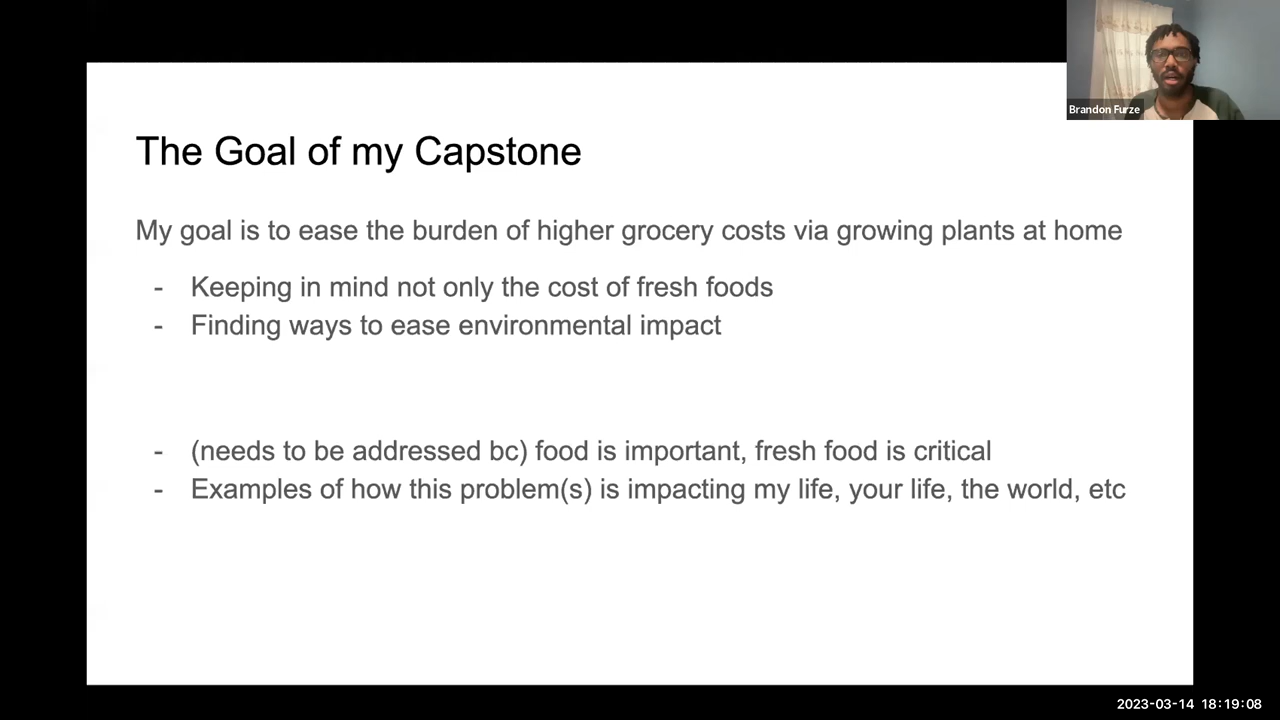 Brandon Furze
The Goal of my Capstone
My goal is to ease the burden of higher grocery costs via growing plants at home
- Keeping in mind not only the cost of fresh foods
- Finding ways to ease environmental impact
- (needs to be addressed bc) food is important, fresh food is critical
- Examples of how this problem(s) is impacting my life, your life, the world, etc
2023-03-14 18:19:08